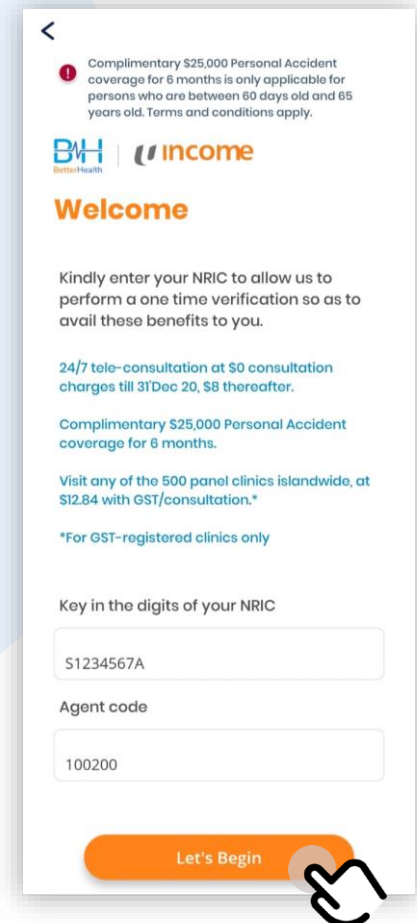 Complimentary $25,000 Personal Accident
coverage for 6 months is only applicable for
persons who are between 60 days old and 65
years old. Terms and conditions apply.
BH income
BetterHealth
Welcome
Kindly enter your NRIC to allow us to
perform a one time verification so as to
avail these benefits to you.
24/7 tele-consultation at $0 consultation
charges till 31'Dec 20, $8 thereafter.
Complimentary $25,000 Personal Accident
coverage for 6 months.
Visit any of the 500 panel clinics islandwide, at
$12.84 with GST/consultation.*
*For GST-registered clinics only
Key in the digits of your NRIC
S1234567A
Agent code
100200
Let's Begin